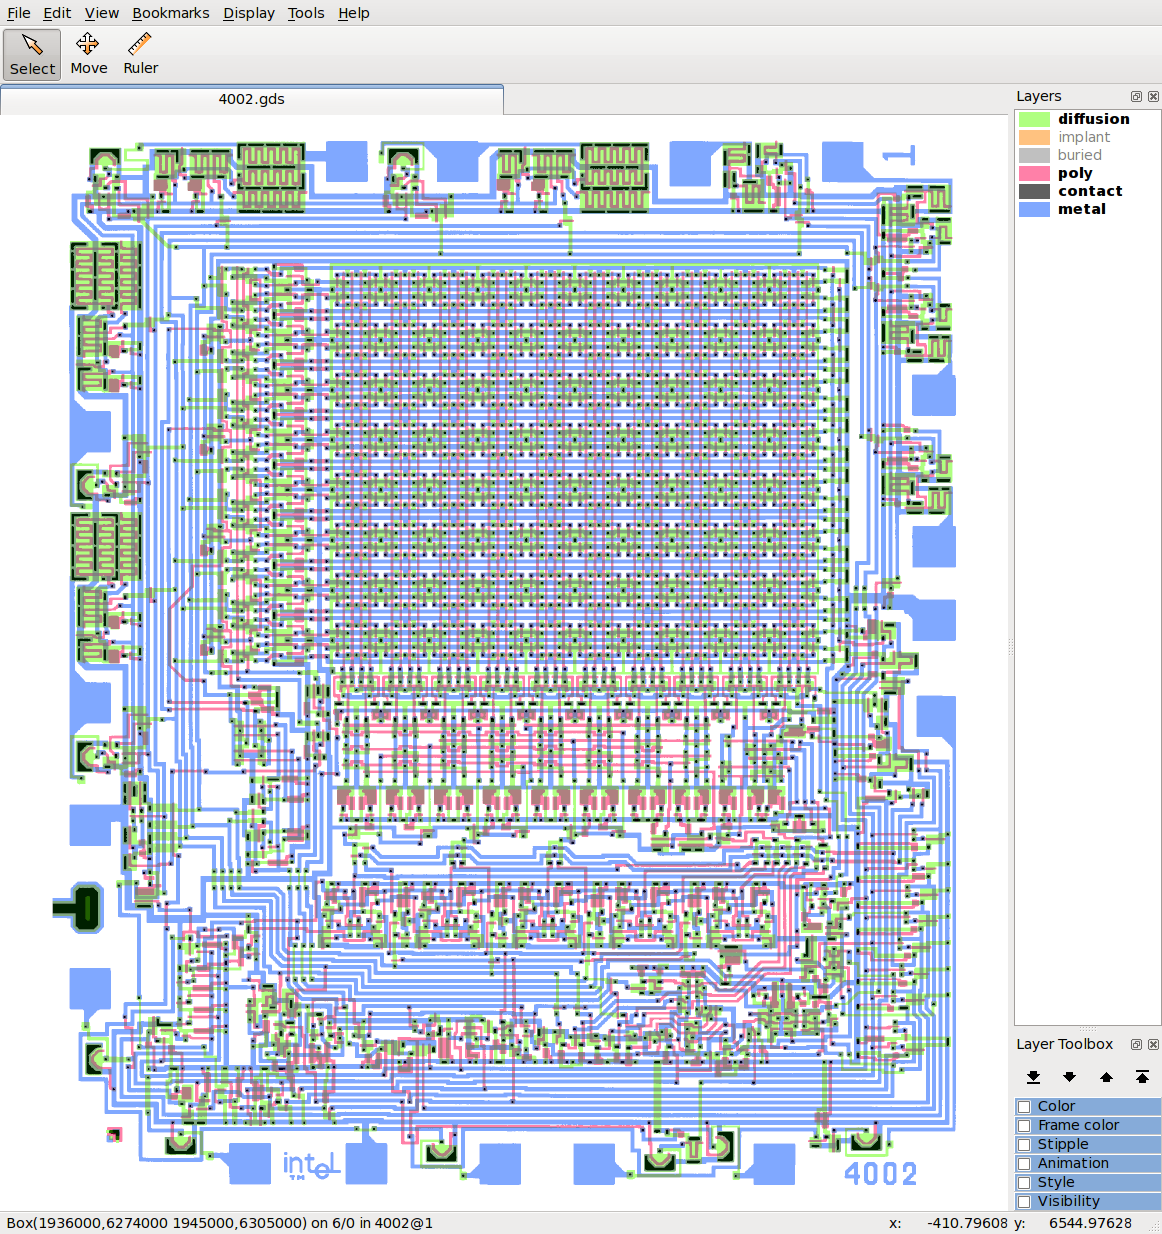 File Edit View Bookmarks Display Tools Help
Select Move Ruler
4002.gds
Layers
diffusion
implant
buried
poly
contact
metal
1
intel
TM
4002
Layer Toolbox
Color
Frame color
Stipple
Animation
Style
Visibility
Box(1936000,6274000 1945000,6305000) on 6/0 in 4002@1 x: -410.79608 y: 6544.97628